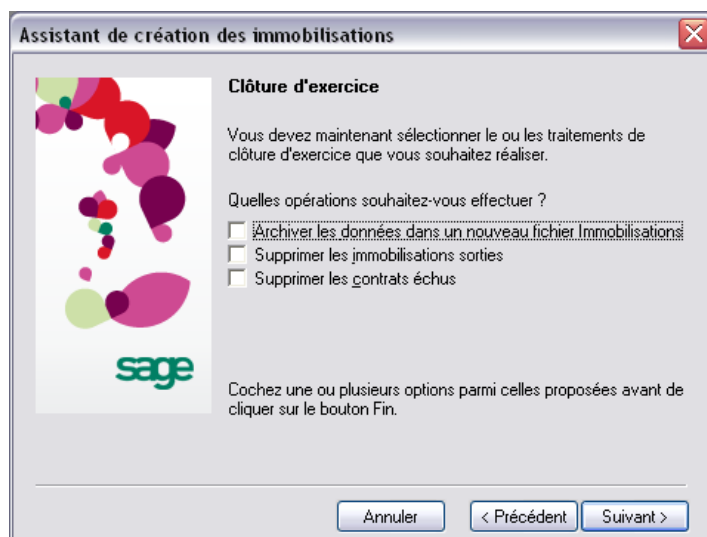 Assistant de création des immobilisations
Clôture d'exercice
Vous devez maintenant sélectionner le ou les traitements de
clôture d'exercice que vous souhaitez réaliser.
Quelles opérations souhaitez-vous effectuer ?
Archiver les données dans un nouveau fichier Immobilisations
Supprimer les immobilisations sorties
Supprimer les contrats échus
sage
Cochez une ou plusieurs options parmi celles proposées avant de
cliquer sur le bouton Fin.
Annuler
< Précédent
Suivant >